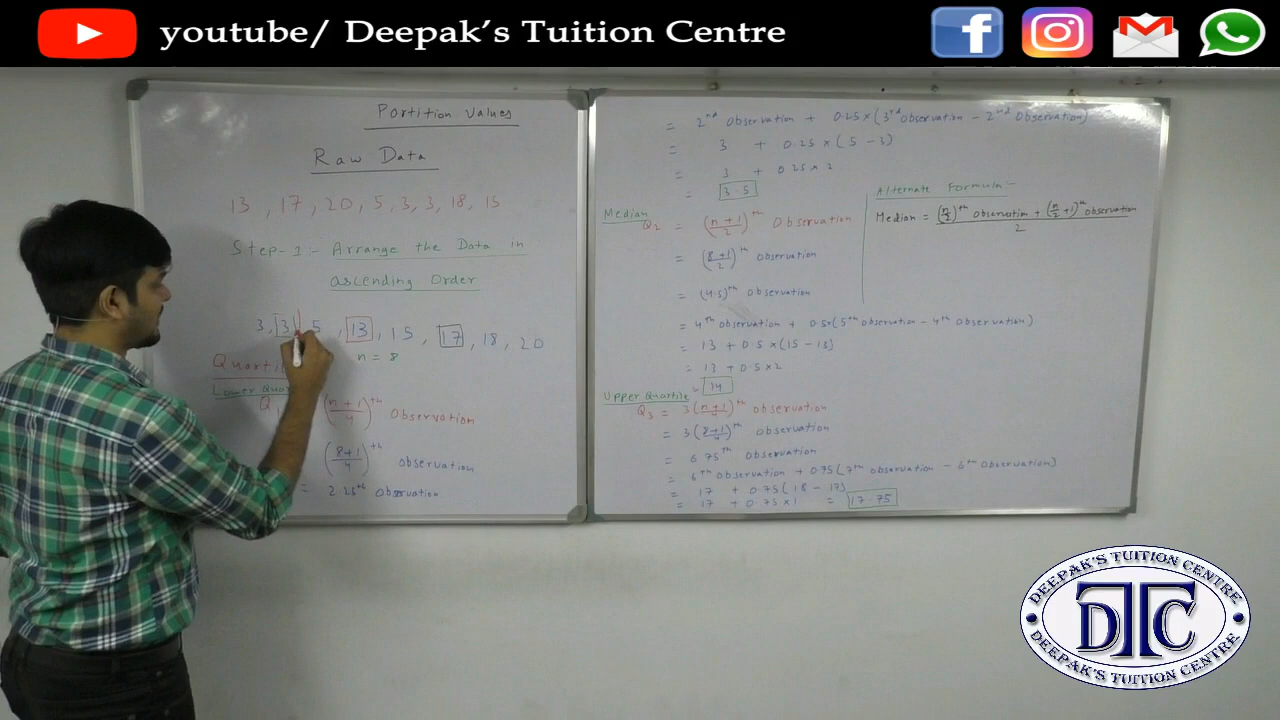 youtube/ Deepak's Tuition Centre
Partition Values
Raw Data
13 , 17 , 20 , 5 , 3 , 3 , 18 , 15
Step-1 :- Arrange the Data in
ascending Order
3, 3 5 , 13 , 15 , 17 , 18 , 20
n = 8
Lower
Q (n+1/4)th Observation
(8+1/4)th observation
= 2.25th Observation
= 2nd Observation + 0.25×(3rd Observation - 2nd Observation)
= 3 + 0.25×(5-3)
= 3 + 0.25×2
= 3.5
Median
Q2 = (n+1/2)th Observation
= (8+1/2)th Observation
= (4.5)th Observation
= 4th Observation + 0.5×(5th Observation - 4th Observation)
= 13 + 0.5×(15-13)
= 13 + 0.5×2
= 14
Upper Quartile
Q3 = 3(n+1/4)th Observation
= 3(8+1/4)th Observation
= 6.75th Observation
= 6th Observation + 0.75(7th Observation - 6th Observation)
= 17 + 0.75(18-17)
= 17 + 0.75×1 = 17.75
Alternate Formula:-
Median = (n/2)th Observation + (n/2+1)th Observation
2
DEEPAK'S TUITION CENTRE
DTC
DEEPAK'S TUITION CENTRE